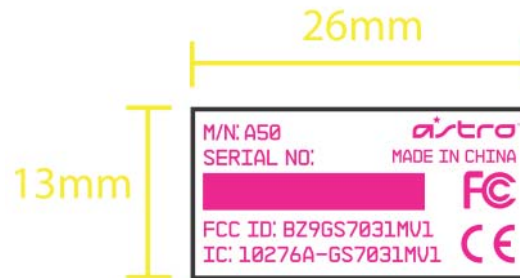 26mm
13mm
M/N: A50
astro
SERIAL NO:
MADE IN CHINA
FC
FCC ID: BZ9GS7031MV1
IC: 10276A-GS7031MV1
CE